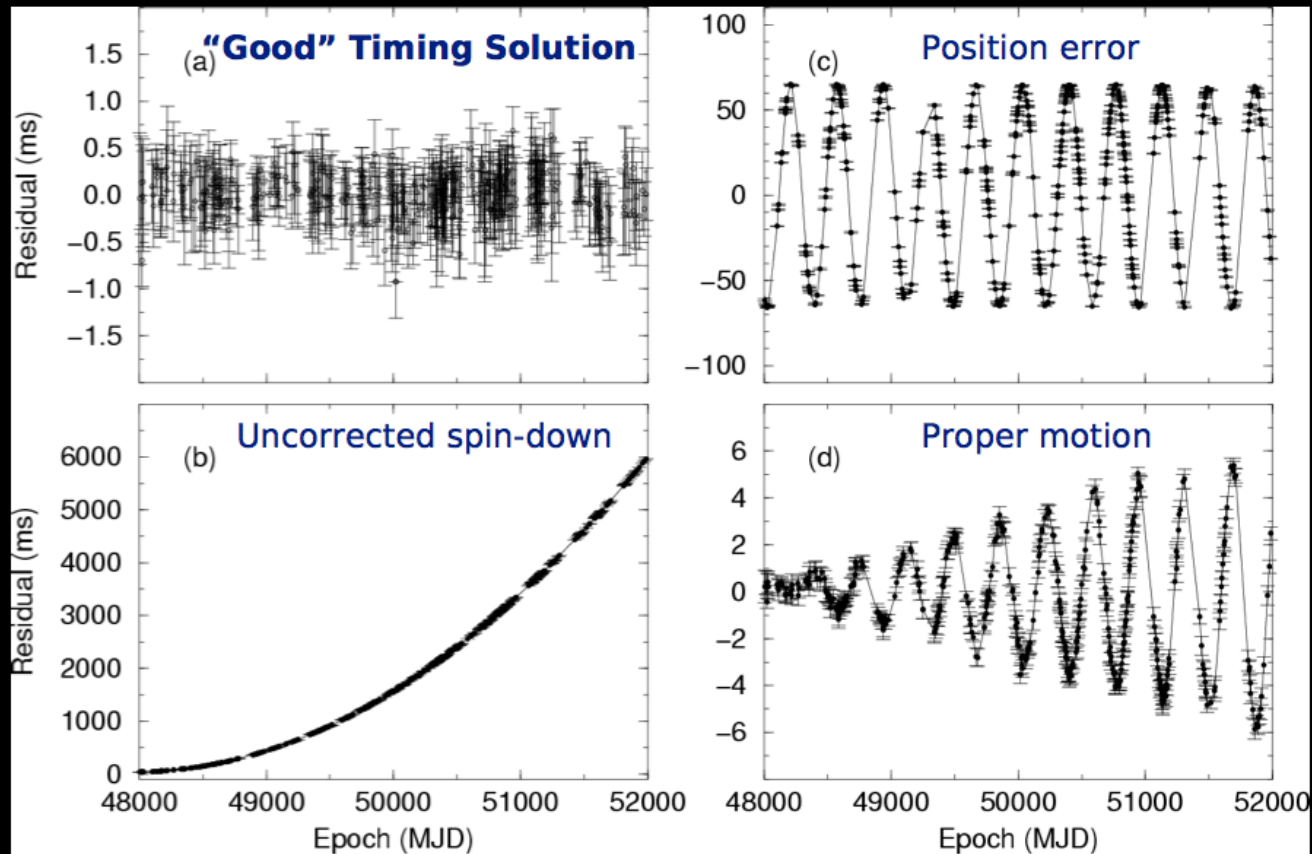 (a) “Good” Timing Solution
Residual (ms)
1.5
1.0
0.5
0.0
−0.5
−1.0
−1.5
(c) Position error
100
50
0
−50
−100
(b) Uncorrected spin-down
Residual (ms)
6000
5000
4000
3000
2000
1000
0
48000 49000 50000 51000 52000
Epoch (MJD)
(d) Proper motion
6
4
2
0
−2
−4
−6
48000 49000 50000 51000 52000
Epoch (MJD)